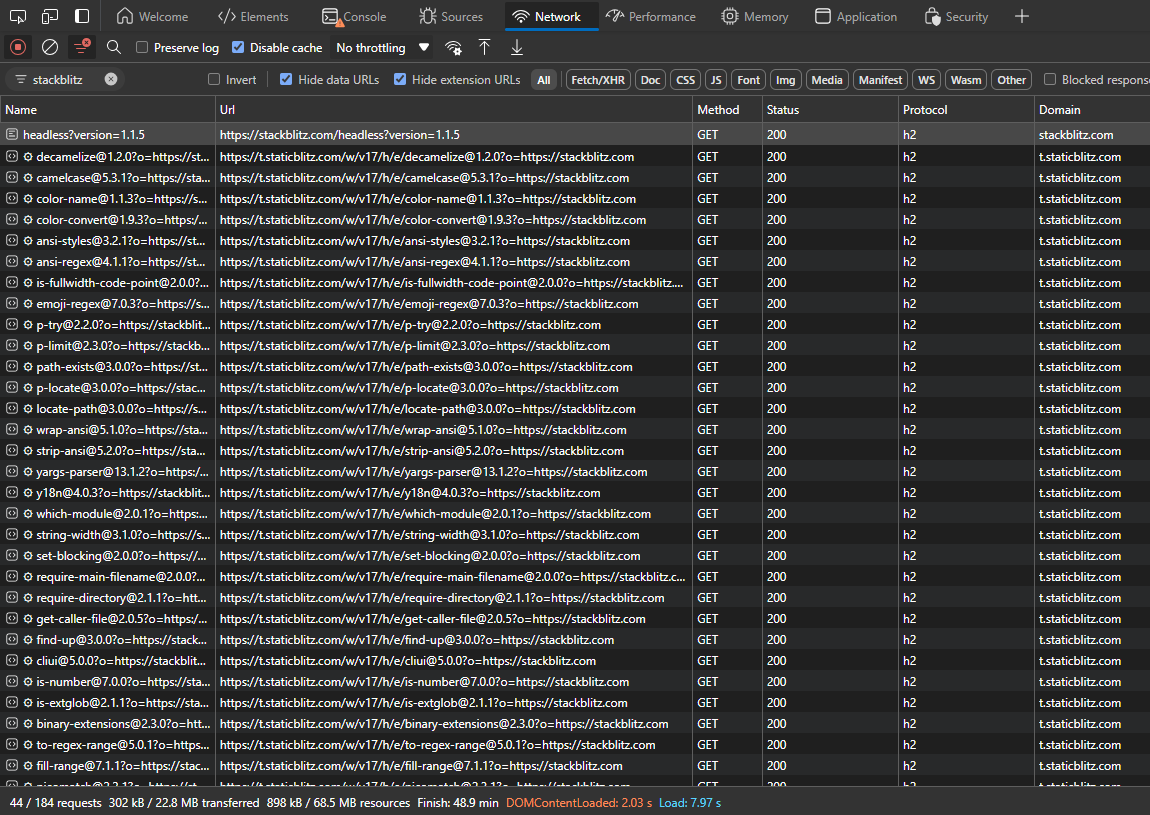 Welcome Elements Console Sources Network Performance Memory Application Security
Preserve log Disable cache No throttling
stackblitz Invert Hide data URLs Hide extension URLs All Fetch/XHR Doc CSS JS Font Img Media Manifest WS Wasm Other Blocked respons
Name Url Method Status Protocol Domain
headless?version=1.1.5 https://stackblitz.com/headless?version=1.1.5 GET 200 h2 stackblitz.com
decamelize@1.2.0?o=https://st... https://t.staticblitz.com/w/v17/h/e/decamelize@1.2.0?o=https://stackblitz.com GET 200 h2 t.staticblitz.com
camelcase@5.3.1?o=https://sta... https://t.staticblitz.com/w/v17/h/e/camelcase@5.3.1?o=https://stackblitz.com GET 200 h2 t.staticblitz.com
color-name@1.1.3?o=https://s... https://t.staticblitz.com/w/v17/h/e/color-name@1.1.3?o=https://stackblitz.com GET 200 h2 t.staticblitz.com
color-convert@1.9.3?o=https:/... https://t.staticblitz.com/w/v17/h/e/color-convert@1.9.3?o=https://stackblitz.com GET 200 h2 t.staticblitz.com
ansi-styles@3.2.1?o=https://st... https://t.staticblitz.com/w/v17/h/e/ansi-styles@3.2.1?o=https://stackblitz.com GET 200 h2 t.staticblitz.com
ansi-regex@4.1.1?o=https://st... https://t.staticblitz.com/w/v17/h/e/ansi-regex@4.1.1?o=https://stackblitz.com GET 200 h2 t.staticblitz.com
is-fullwidth-code-point@2.0.0?... https://t.staticblitz.com/w/v17/h/e/is-fullwidth-code-point@2.0.0?o=https://stackblitz.... GET 200 h2 t.staticblitz.com
emoji-regex@7.0.3?o=https://s... https://t.staticblitz.com/w/v17/h/e/emoji-regex@7.0.3?o=https://stackblitz.com GET 200 h2 t.staticblitz.com
p-try@2.2.0?o=https://stackblit... https://t.staticblitz.com/w/v17/h/e/p-try@2.2.0?o=https://stackblitz.com GET 200 h2 t.staticblitz.com
p-limit@2.3.0?o=https://stackb... https://t.staticblitz.com/w/v17/h/e/p-limit@2.3.0?o=https://stackblitz.com GET 200 h2 t.staticblitz.com
path-exists@3.0.0?o=https://st... https://t.staticblitz.com/w/v17/h/e/path-exists@3.0.0?o=https://stackblitz.com GET 200 h2 t.staticblitz.com
p-locate@3.0.0?o=https://stac... https://t.staticblitz.com/w/v17/h/e/p-locate@3.0.0?o=https://stackblitz.com GET 200 h2 t.staticblitz.com
locate-path@3.0.0?o=https://s... https://t.staticblitz.com/w/v17/h/e/locate-path@3.0.0?o=https://stackblitz.com GET 200 h2 t.staticblitz.com
wrap-ansi@5.1.0?o=https://sta... https://t.staticblitz.com/w/v17/h/e/wrap-ansi@5.1.0?o=https://stackblitz.com GET 200 h2 t.staticblitz.com
strip-ansi@5.2.0?o=https://sta... https://t.staticblitz.com/w/v17/h/e/strip-ansi@5.2.0?o=https://stackblitz.com GET 200 h2 t.staticblitz.com
yargs-parser@13.1.2?o=https:/... https://t.staticblitz.com/w/v17/h/e/yargs-parser@13.1.2?o=https://stackblitz.com GET 200 h2 t.staticblitz.com
y18n@4.0.3?o=https://stackblit... https://t.staticblitz.com/w/v17/h/e/y18n@4.0.3?o=https://stackblitz.com GET 200 h2 t.staticblitz.com
which-module@2.0.1?o=https:... https://t.staticblitz.com/w/v17/h/e/which-module@2.0.1?o=https://stackblitz.com GET 200 h2 t.staticblitz.com
string-width@3.1.0?o=https://s... https://t.staticblitz.com/w/v17/h/e/string-width@3.1.0?o=https://stackblitz.com GET 200 h2 t.staticblitz.com
set-blocking@2.0.0?o=https://... https://t.staticblitz.com/w/v17/h/e/set-blocking@2.0.0?o=https://stackblitz.com GET 200 h2 t.staticblitz.com
require-main-filename@2.0.0?... https://t.staticblitz.com/w/v17/h/e/require-main-filename@2.0.0?o=https://stackblitz.c... GET 200 h2 t.staticblitz.com
require-directory@2.1.1?o=htt... https://t.staticblitz.com/w/v17/h/e/require-directory@2.1.1?o=https://stackblitz.com GET 200 h2 t.staticblitz.com
get-caller-file@2.0.5?o=https:/... https://t.staticblitz.com/w/v17/h/e/get-caller-file@2.0.5?o=https://stackblitz.com GET 200 h2 t.staticblitz.com
find-up@3.0.0?o=https://stack... https://t.staticblitz.com/w/v17/h/e/find-up@3.0.0?o=https://stackblitz.com GET 200 h2 t.staticblitz.com
cliui@5.0.0?o=https://stackblit... https://t.staticblitz.com/w/v17/h/e/cliui@5.0.0?o=https://stackblitz.com GET 200 h2 t.staticblitz.com
is-number@7.0.0?o=https://sta... https://t.staticblitz.com/w/v17/h/e/is-number@7.0.0?o=https://stackblitz.com GET 200 h2 t.staticblitz.com
is-extglob@2.1.1?o=https://sta... https://t.staticblitz.com/w/v17/h/e/is-extglob@2.1.1?o=https://stackblitz.com GET 200 h2 t.staticblitz.com
binary-extensions@2.3.0?o=htt... https://t.staticblitz.com/w/v17/h/e/binary-extensions@2.3.0?o=https://stackblitz.com GET 200 h2 t.staticblitz.com
to-regex-range@5.0.1?o=https... https://t.staticblitz.com/w/v17/h/e/to-regex-range@5.0.1?o=https://stackblitz.com GET 200 h2 t.staticblitz.com
fill-range@7.1.1?o=https://stac... https://t.staticblitz.com/w/v17/h/e/fill-range@7.1.1?o=https://stackblitz.com GET 200 h2 t.staticblitz.com
44 / 184 requests 302 kB / 22.8 MB transferred 898 kB / 68.5 MB resources Finish: 48.9 min DOMContentLoaded: 2.03 s Load: 7.97 s